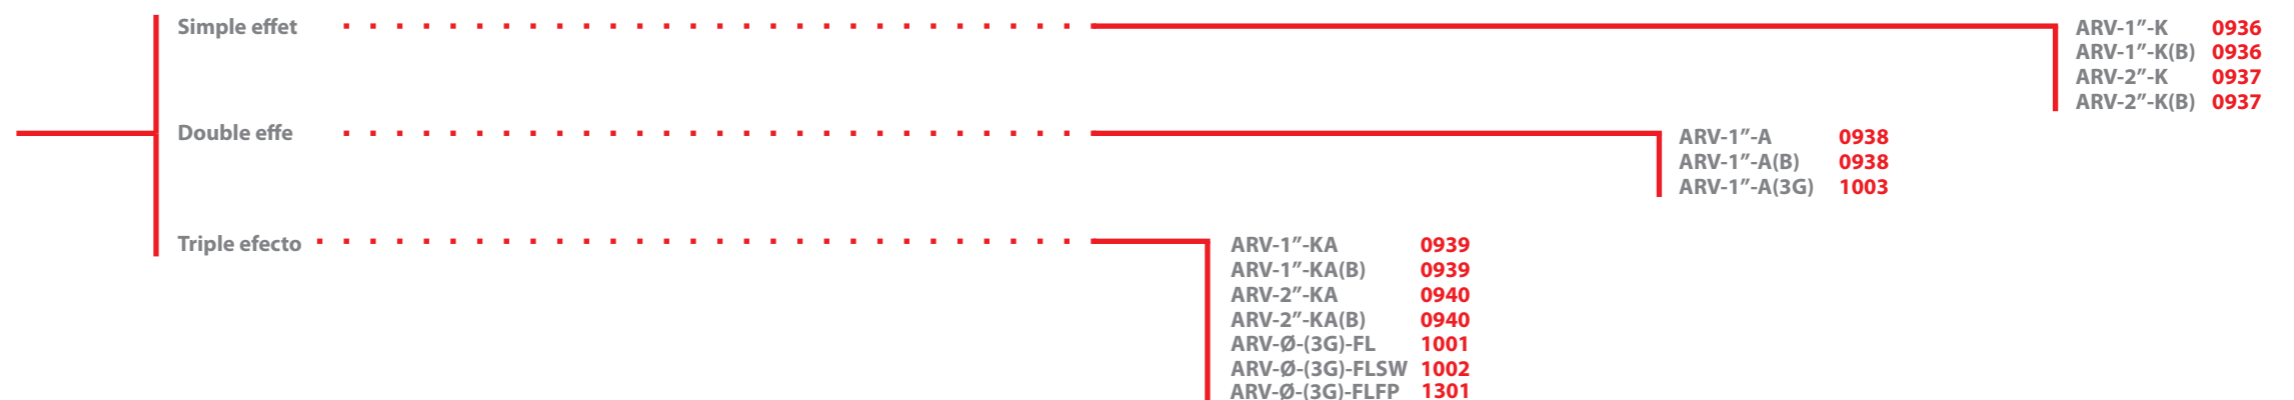 Simple effet
ARV-1"-K 0936
ARV-1"-K(B) 0936
ARV-2"-K 0937
ARV-2"-K(B) 0937
Double effe
ARV-1"-A 0938
ARV-1"-A(B) 0938
ARV-1"-A(3G) 1003
Triple efecto
ARV-1"-KA 0939
ARV-1"-KA(B) 0939
ARV-2"-KA 0940
ARV-2"-KA(B) 0940
ARV-Ø-(3G)-FL 1001
ARV-Ø-(3G)-FLSW 1002
ARV-Ø-(3G)-FLFP 1301